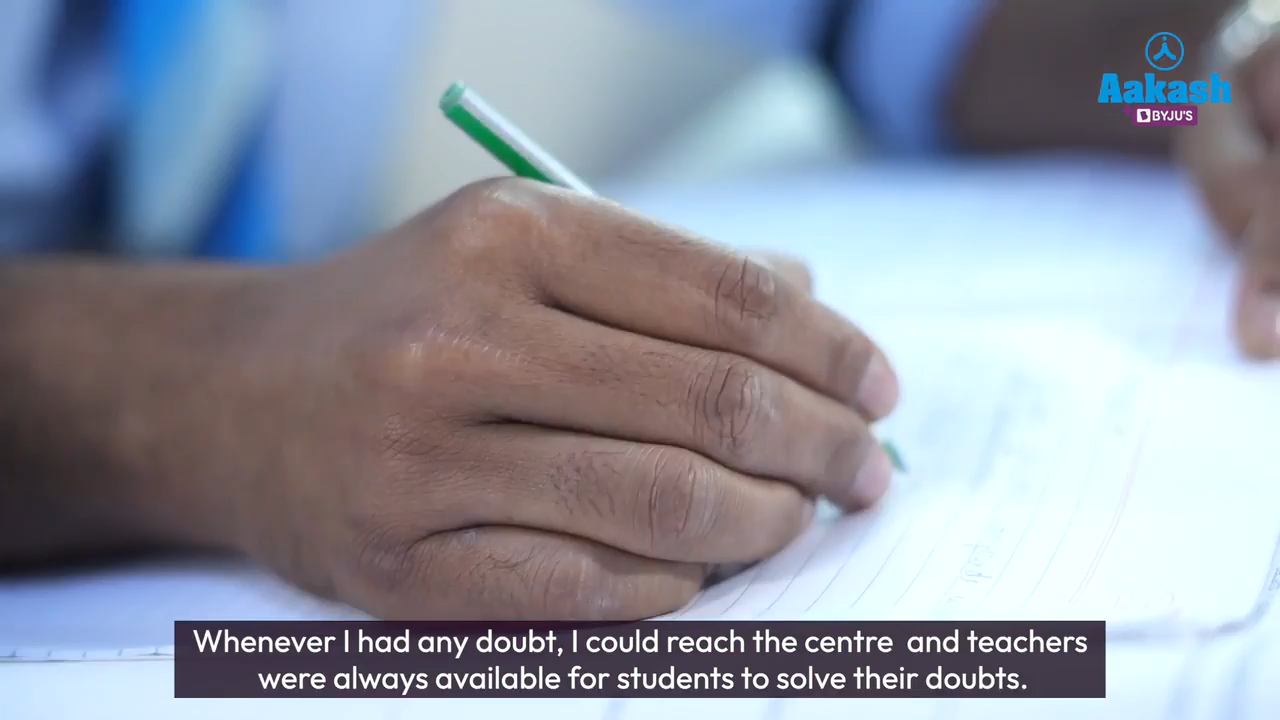 Aakash
BYJU'S
Whenever I had any doubt, I could reach the centre and teachers
were always available for students to solve their doubts.